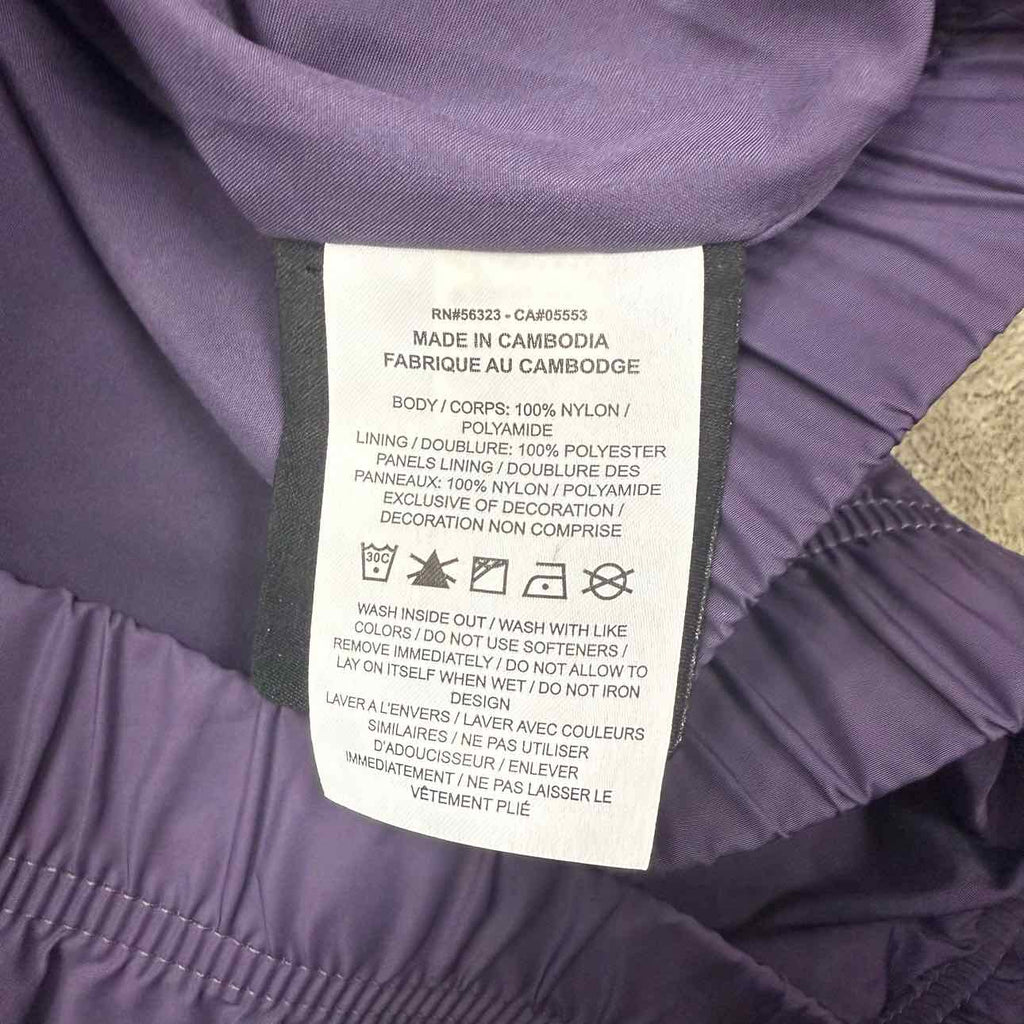 RN#56323 - CA#05553
MADE IN CAMBODIA
FABRIQUE AU CAMBODGE
BODY / CORPS: 100% NYLON /
POLYAMIDE
LINING / DOUBLURE: 100% POLYESTER
PANELS LINING / DOUBLURE DES
PANNEAUX: 100% NYLON / POLYAMIDE
EXCLUSIVE OF DECORATION /
DECORATION NON COMPRISE
30C
WASH INSIDE OUT / WASH WITH LIKE
COLORS / DO NOT USE SOFTENERS /
REMOVE IMMEDIATELY / DO NOT ALLOW TO
LAY ON ITSELF WHEN WET / DO NOT IRON
DESIGN
LAVER A L'ENVERS / LAVER AVEC COULEURS
SIMILAIRES / NE PAS UTILISER
D'ADOUCISSEUR / ENLEVER
IMMEDIATEMENT / NE PAS LAISSER LE
VÊTEMENT PLIÉ